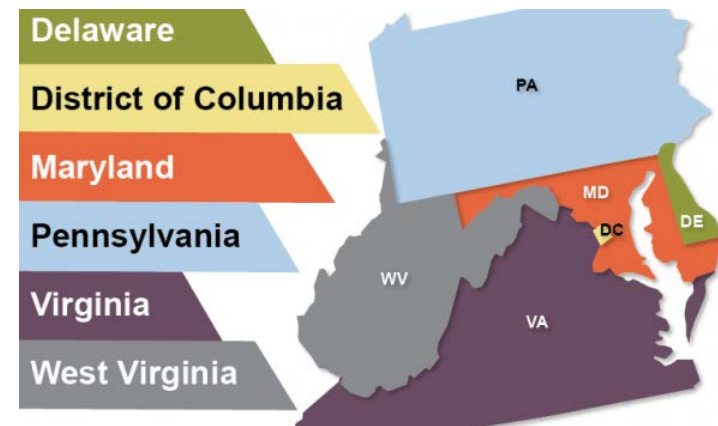 Delaware
District of Columbia
Maryland
Pennsylvania
Virginia
West Virginia
PA
MD
DE
DC
WV
VA